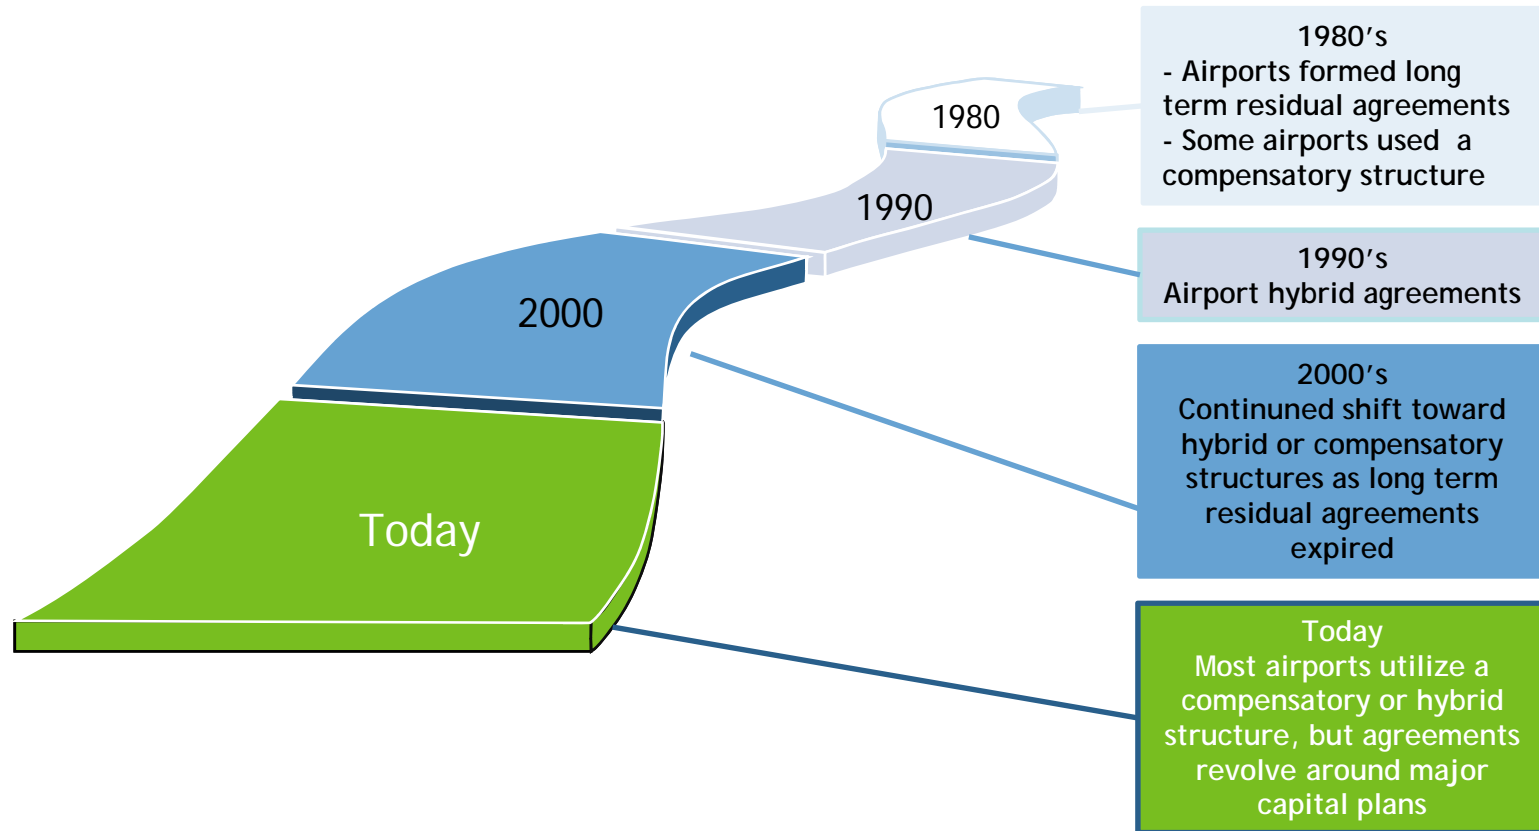 1980
1990
2000
Today
1980's
- Airports formed long
term residual agreements
- Some airports used a
compensatory structure
1990's
Airport hybrid agreements
2000's
Continuned shift toward
hybrid or compensatory
structures as long term
residual agreements
expired
Today
Most airports utilize a
compensatory or hybrid
structure, but agreements
revolve around major
capital plans